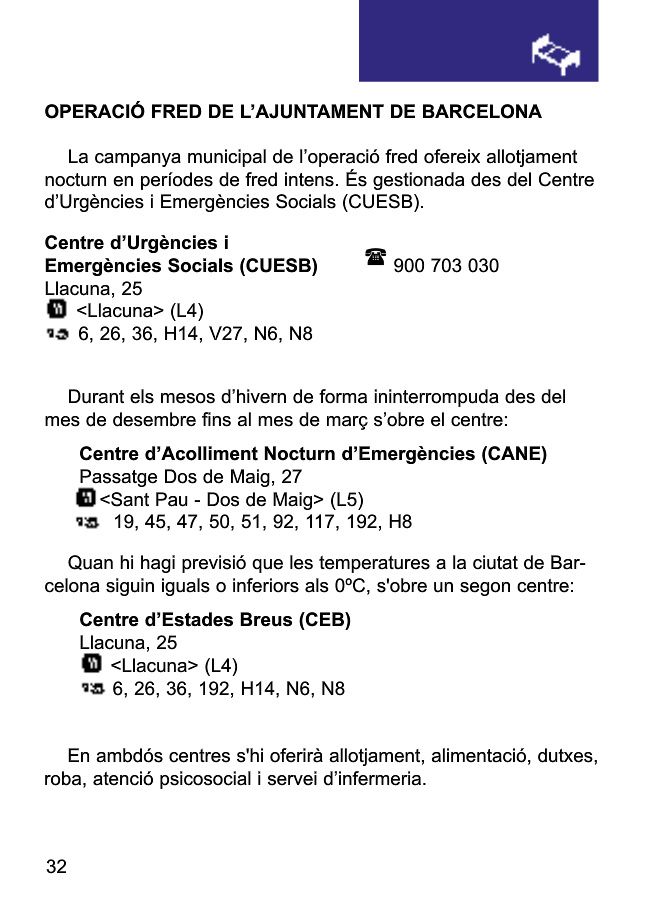 OPERACIÓ FRED DE L’AJUNTAMENT DE BARCELONA
La campanya municipal de l’operació fred ofereix allotjament
nocturn en períodes de fred intens. És gestionada des del Centre
d’Urgències i Emergències Socials (CUESB).
Centre d’Urgències i
Emergències Socials (CUESB) 900 703 030
Llacuna, 25
<Llacuna> (L4)
6, 26, 36, H14, V27, N6, N8
Durant els mesos d’hivern de forma ininterrompuda des del
mes de desembre fins al mes de març s’obre el centre:
Centre d’Acolliment Nocturn d’Emergències (CANE)
Passatge Dos de Maig, 27
<Sant Pau - Dos de Maig> (L5)
19, 45, 47, 50, 51, 92, 117, 192, H8
Quan hi hagi previsió que les temperatures a la ciutat de Bar-
celona siguin iguals o inferiors als 0ºC, s'obre un segon centre:
Centre d’Estades Breus (CEB)
Llacuna, 25
<Llacuna> (L4)
6, 26, 36, 192, H14, N6, N8
En ambdós centres s'hi oferirà allotjament, alimentació, dutxes,
roba, atenció psicosocial i servei d’infermeria.
32